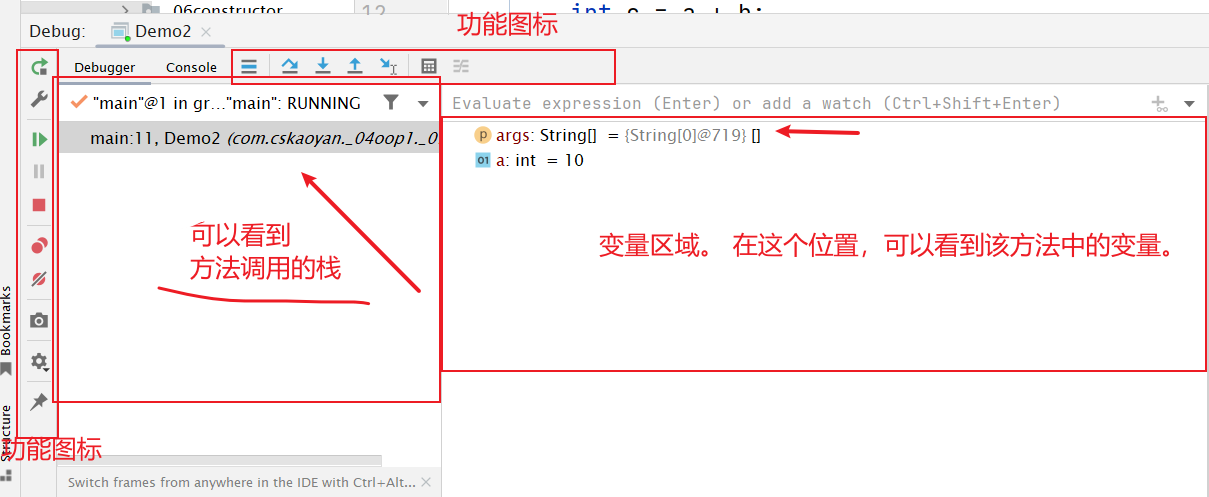 06constructor
12
int c = a + b;
功能图标
Debug:
Demo2
Debugger
Console
"main"@1 in gr…"main": RUNNING
Evaluate expression (Enter) or add a watch (Ctrl+Shift+Enter)
main:11, Demo2 (com.cskaoyan._04oop1._0
p args: String[] = {String[0]@719} []
01 a: int = 10
可以看到
方法调用的栈
变量区域。 在这个位置，可以看到该方法中的变量。
Bookmarks
Structure
功能图标
Switch frames from anywhere in the IDE with Ctrl+Alt...